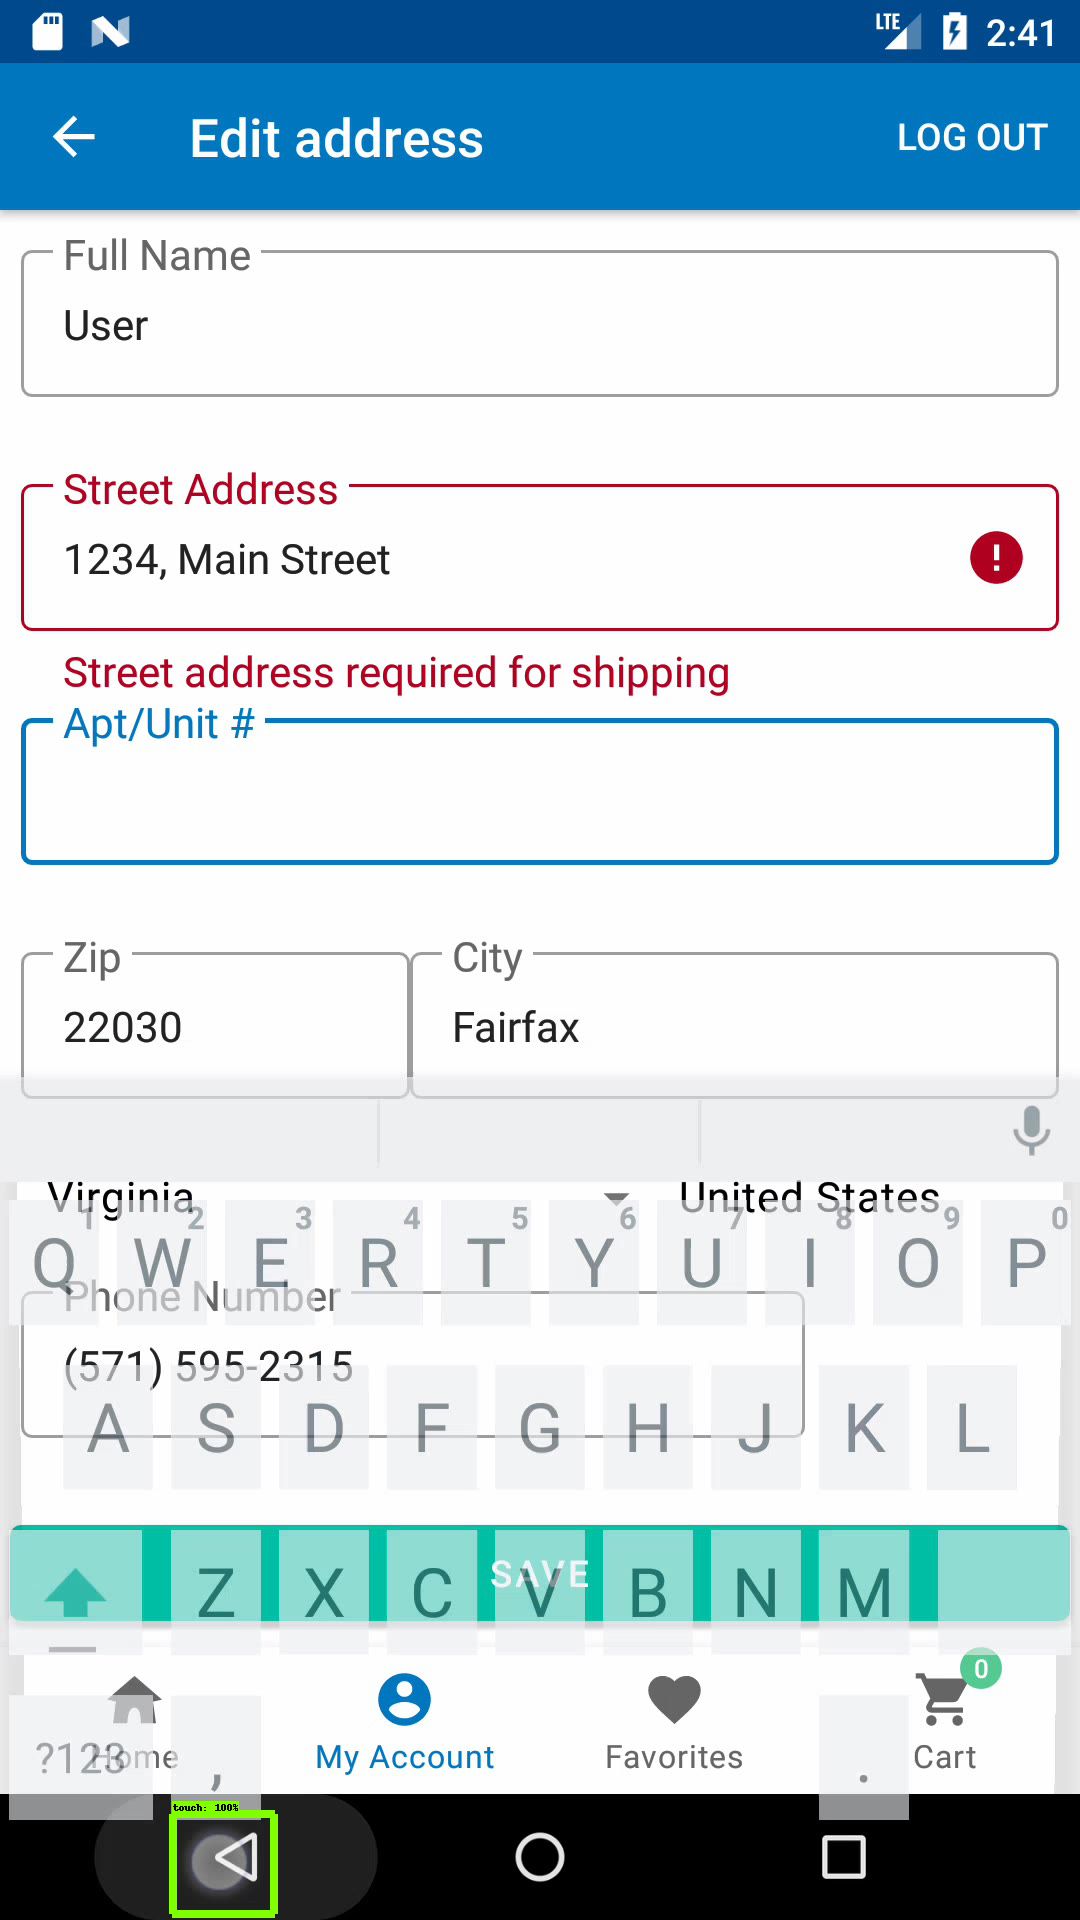 LTE 2:41
Edit address LOG OUT
Full Name
User
Street Address
1234, Main Street
!
Street address required for shipping
Apt/Unit #
Zip City
22030 Fairfax
Virginia United States
1 2 3 4 5 6 7 8 9 0
Q W E R T Y U I O P
Phone Number
(571) 595-2315
A S D F G H J K L
SAVE
Z X C V B N M
0
?123 , .
Home My Account Favorites Cart
touch: 100%